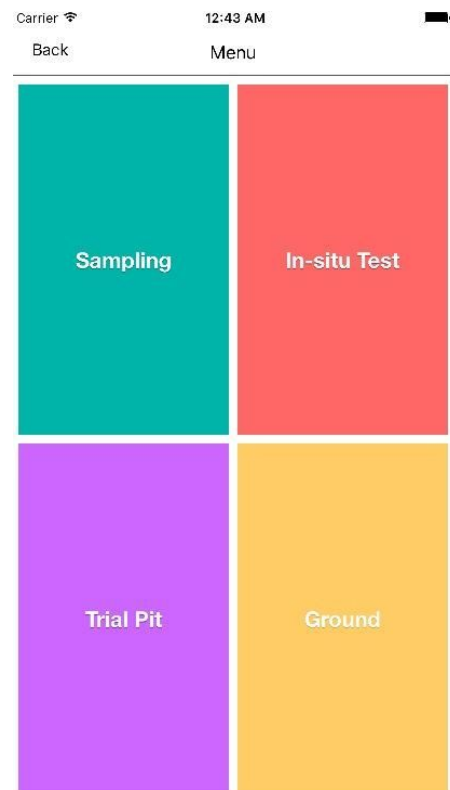 Carrier 12:43 AM
Back Menu
Sampling In-situ Test
Trial Pit Ground